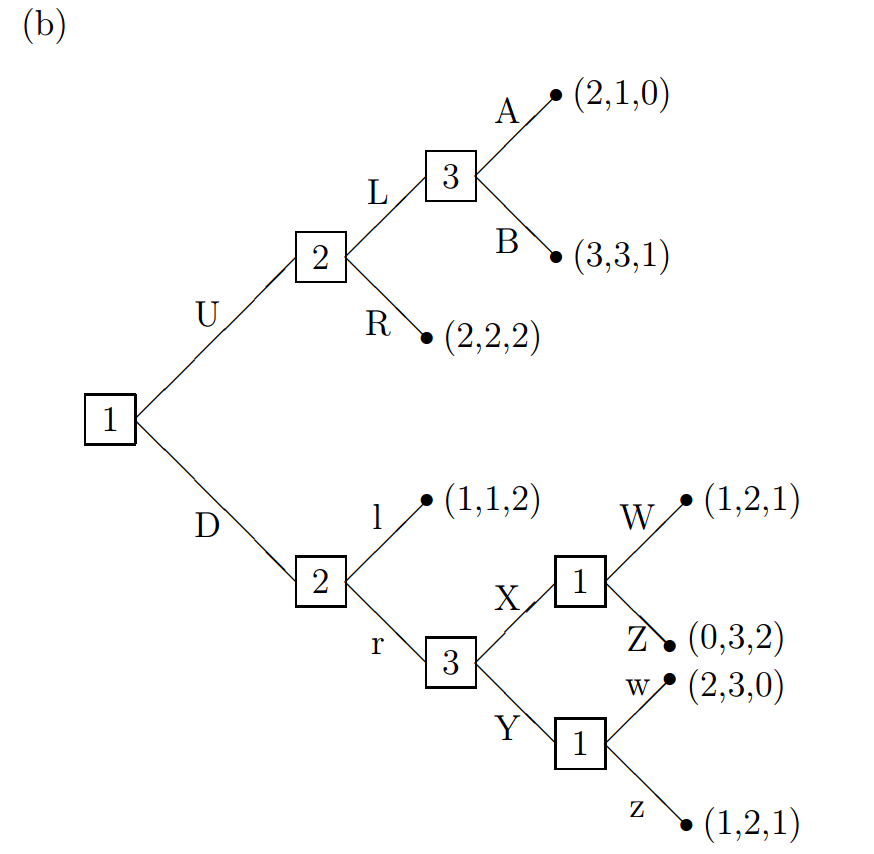 (b)
A
(2,1,0)
3
L
B
(3,3,1)
2
U
R
(2,2,2)
1
D
l
(1,1,2)
W
(1,2,1)
2
X
1
Z
(0,3,2)
r
3
w
(2,3,0)
Y
1
z
(1,2,1)